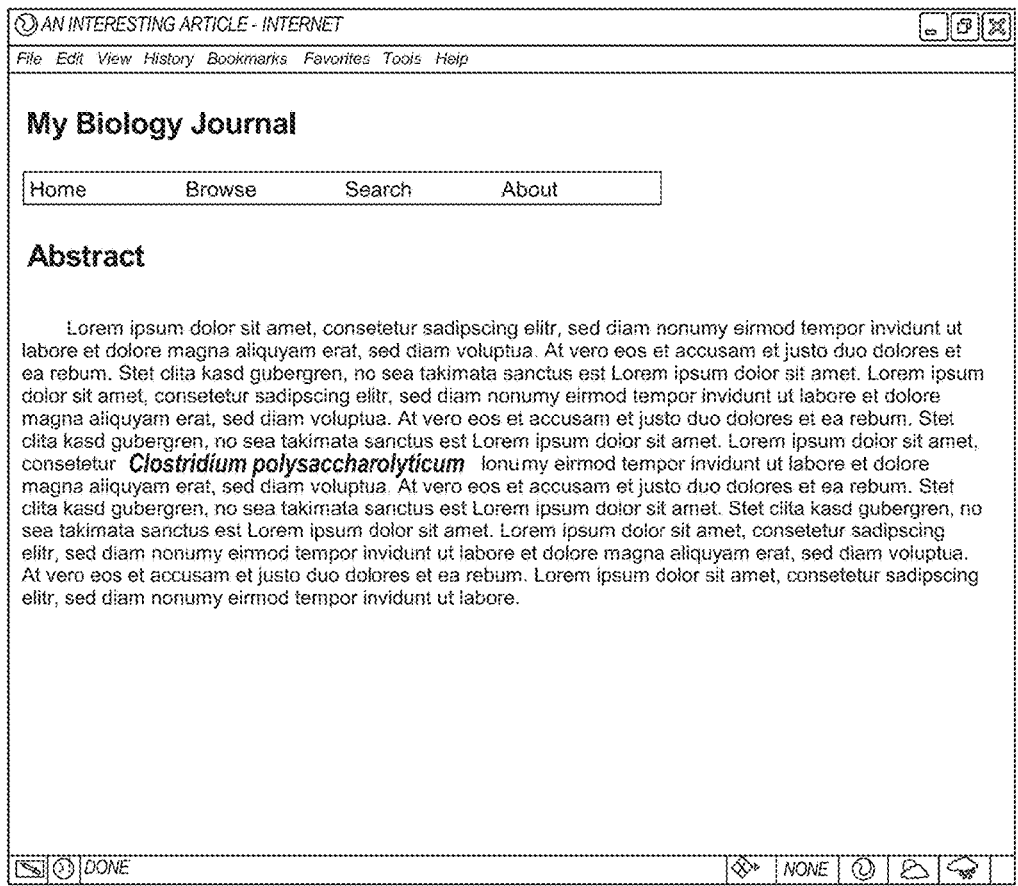 AN INTERESTING ARTICLE - INTERNET
File Edit View History Bookmarks Favorites Tools Help
My Biology Journal
Home Browse Search About
Abstract
Lorem ipsum dolor sit amet, consetetur sadipscing elitr, sed diam nonumy eirmod tempor invidunt ut
labore et dolore magna aliquyam erat, sed diam voluptua. At vero eos et accusam et justo duo dolores et
ea rebum. Stet clita kasd gubergren, no sea takimata sanctus est Lorem ipsum dolor sit amet. Lorem ipsum
dolor sit amet, consetetur sadipscing elitr, sed diam nonumy eirmod tempor invidunt ut labore et dolore
magna aliquyam erat, sed diam voluptua. At vero eos et accusam et justo duo dolores et ea rebum. Stet
clita kasd gubergren, no sea takimata sanctus est Lorem ipsum dolor sit amet. Lorem ipsum dolor sit amet,
consetetur Clostridium polysaccharolyticum lonumy eirmod tempor invidunt ut labore et dolore
magna aliquyam erat, sed diam voluptua. At vero eos et accusam et justo duo dolores et ea rebum. Stet
clita kasd gubergren, no sea takimata sanctus est Lorem ipsum dolor sit amet. Stet clita kasd gubergren, no
sea takimata sanctus est Lorem ipsum dolor sit amet. Lorem ipsum dolor sit amet, consetetur sadipscing
elitr, sed diam nonumy eirmod tempor invidunt ut labore et dolore magna aliquyam erat, sed diam voluptua.
At vero eos et accusam et justo duo dolores et ea rebum. Lorem ipsum dolor sit amet, consetetur sadipscing
elitr, sed diam nonumy eirmod tempor invidunt ut labore.
DONE NONE